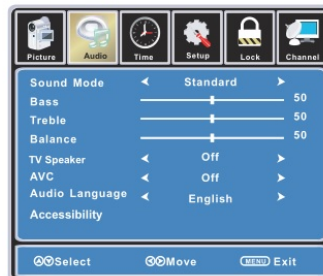 Picture Audio Time Setup Lock Channel
Sound Mode Standard
Bass 50
Treble 50
Balance 50
TV Speaker Off
AVC Off
Audio Language English
Accessibility
Select Move MENU Exit